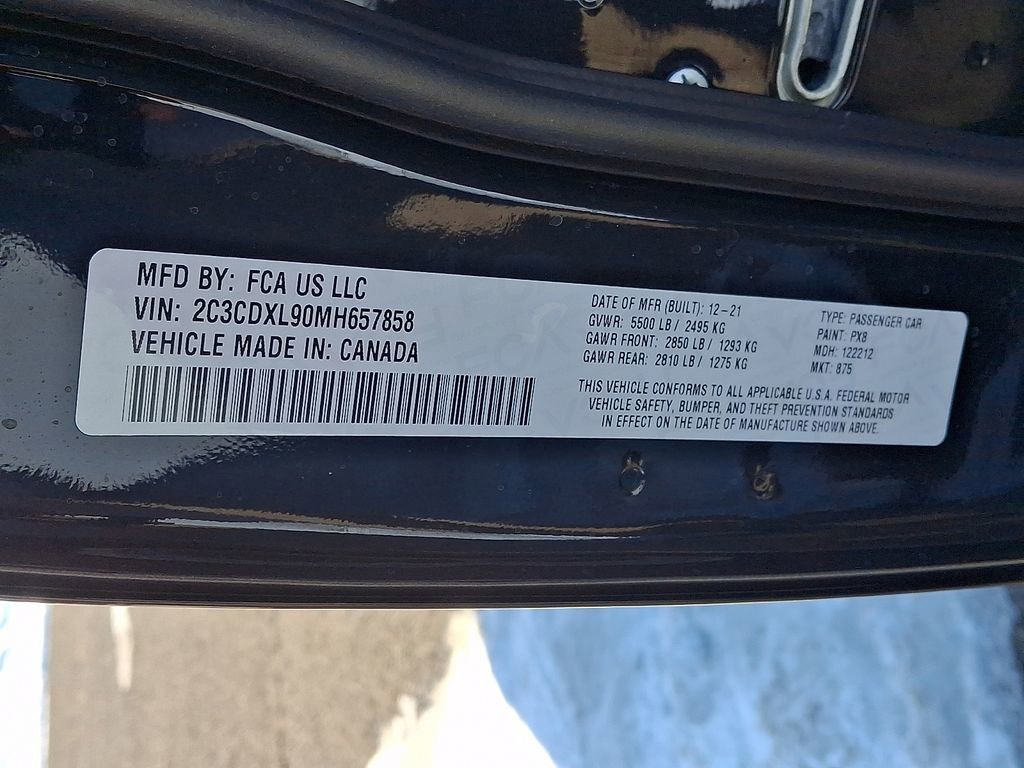 MFD BY: FCA US LLC
VIN: 2C3CDXL90MH657858
VEHICLE MADE IN: CANADA
DATE OF MFR (BUILT): 12-21
GVWR: 5500 LB / 2495 KG
GAWR FRONT: 2850 LB / 1293 KG
GAWR REAR: 2810 LB / 1275 KG
TYPE: PASSENGER CAR
PAINT: PX8
MDH: 122212
MKT: 875
THIS VEHICLE CONFORMS TO ALL APPLICABLE U.S.A. FEDERAL MOTOR
VEHICLE SAFETY, BUMPER, AND THEFT PREVENTION STANDARDS
IN EFFECT ON THE DATE OF MANUFACTURE SHOWN ABOVE.